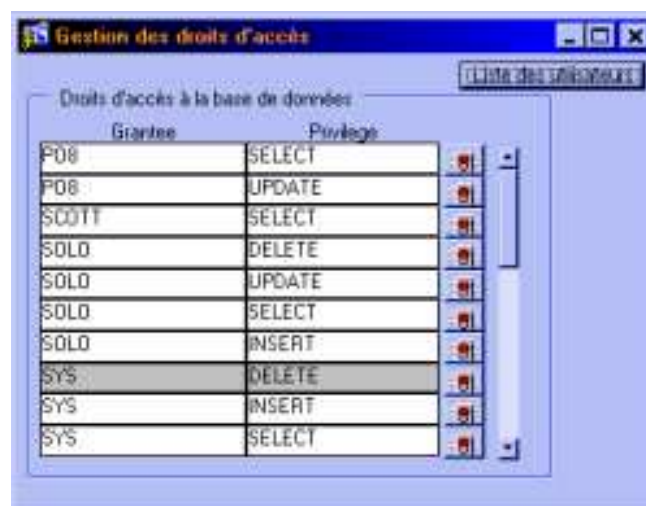 Gestion des droits d'accès
Liste des utilisateurs
Droits d'accès à la base de données
Grantee Privilege
PO8 SELECT
PO8 UPDATE
SCOTT SELECT
SOLO DELETE
SOLO UPDATE
SOLO SELECT
SOLO INSERT
SYS DELETE
SYS INSERT
SYS SELECT